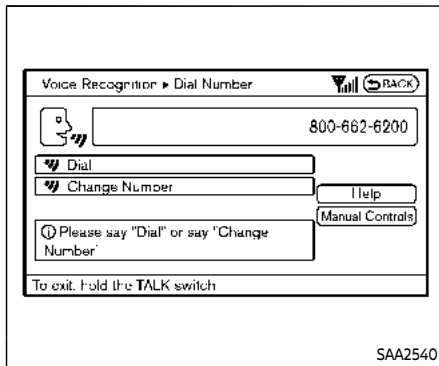 Voice Recognition ▸ Dial Number BACK
800-662-6200
Dial
Change Number
Help
Manual Controls
Please say "Dial" or say "Change
Number"
To exit, hold the TALK switch
SAA2540